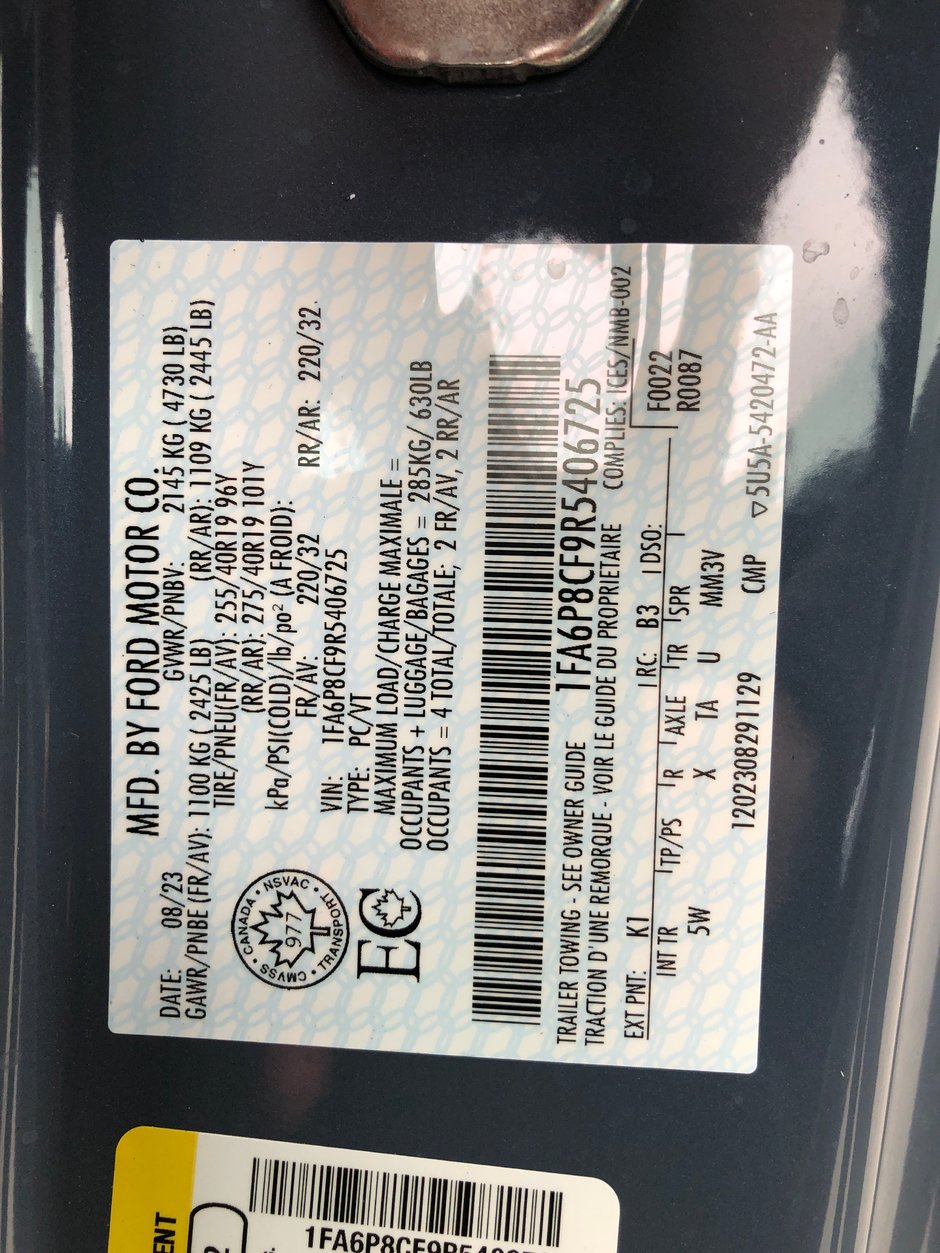 MFD. BY FORD MOTOR CO.
DATE: 08/23 GVWR/PNBV: 2145 KG ( 4730 LB)
GAWR/PNBE (FR/AV): 1100 KG ( 2425 LB) (RR/AR): 1109 KG ( 2445 LB)
TIRE/PNEU(FR/AV): 255/40R19 96Y
(RR/AR): 275/40R19 101Y
kPa/PSI(COLD)/lb/po² (A FROID):
FR/AV: 220/32 RR/AR: 220/32
VIN: 1FA6P8CF9R5406725
TYPE: PC/VT
MAXIMUM LOAD/CHARGE MAXIMALE =
OCCUPANTS + LUGGAGE/BAGAGES = 285KG/ 630LB
OCCUPANTS = 4 TOTAL/TOTALE; 2 FR/AV, 2 RR/AR
CANADA • NSVAC • TRANSPORT • CMVSS
977
EC
1FA6P8CF9R5406725
TRAILER TOWING - SEE OWNER GUIDE COMPLIES: ICES/NMB-002
TRACTION D'UNE REMORQUE - VOIR LE GUIDE DU PROPRIETAIRE
EXT PNT: K1 RC: B3 DSO: F0022
R0087
INT TR TP/PS R AXLE TR SPR
5W X TA U MM3V
1202308291129 CMP ▽5U5A-5420472-AA
ENT